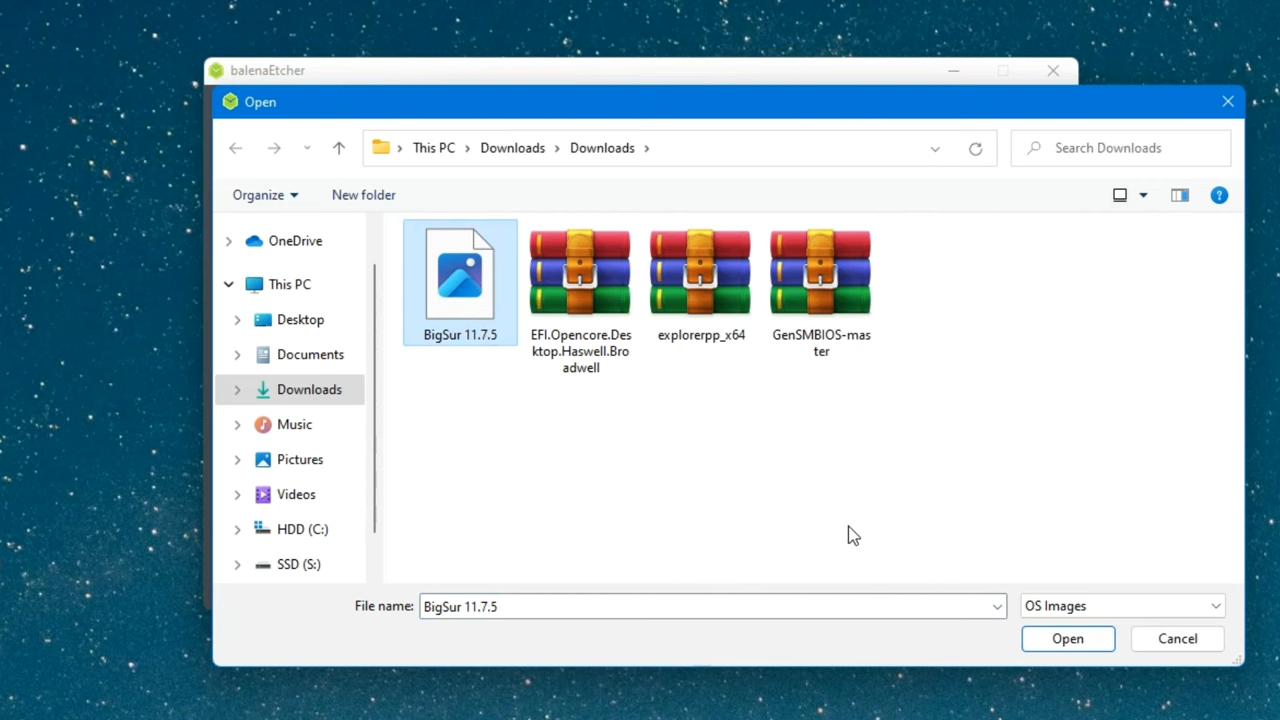 balenaEtcher
Open
This PC
Downloads
Downloads
Search Downloads
Organize
New folder
?
OneDrive
This PC
Desktop
Documents
Downloads
Music
Pictures
Videos
HDD (C:)
SSD (S:)
BigSur 11.7.5
EFI.Opencore.Des
ktop.Haswell.Bro
adwell
explorerpp_x64
GenSMBIOS-mas
ter
File name:
BigSur 11.7.5
OS Images
Open
Cancel